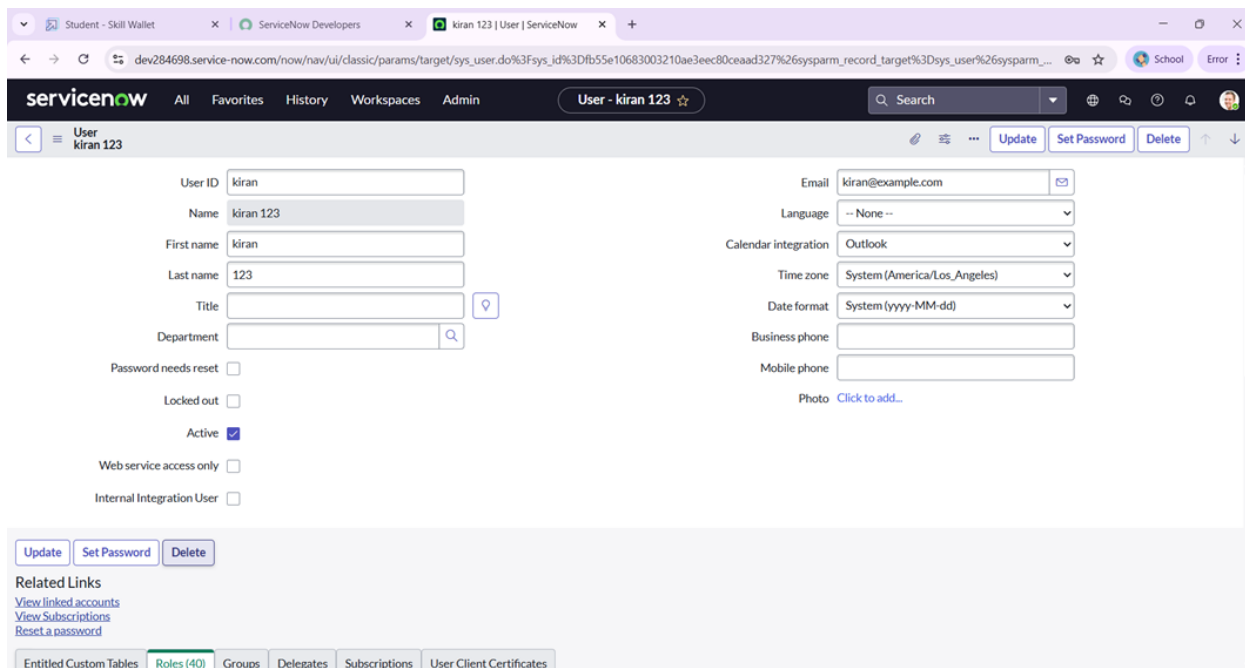 Student - Skill Wallet
ServiceNow Developers
kiran 123 | User | ServiceNow
dev284698.service-now.com/now/nav/ui/classic/params/target/sys_user.do%3Fsys_id%3Dfb55e10683003210ae3eec80ceaad327%26sysparm_record_target%3Dsys_user%26sysparm_...
School
Error
servicenow All Favorites History Workspaces Admin User - kiran 123 Search
User
kiran 123
Update Set Password Delete
User ID kiran
Name kiran 123
First name kiran
Last name 123
Title
Department
Password needs reset
Locked out
Active
Web service access only
Internal Integration User
Email kiran@example.com
Language -- None --
Calendar integration Outlook
Time zone System (America/Los_Angeles)
Date format System (yyyy-MM-dd)
Business phone
Mobile phone
Photo Click to add...
Update Set Password Delete
Related Links
View linked accounts
View Subscriptions
Reset a password
Entitled Custom Tables Roles (40) Groups Delegates Subscriptions User Client Certificates